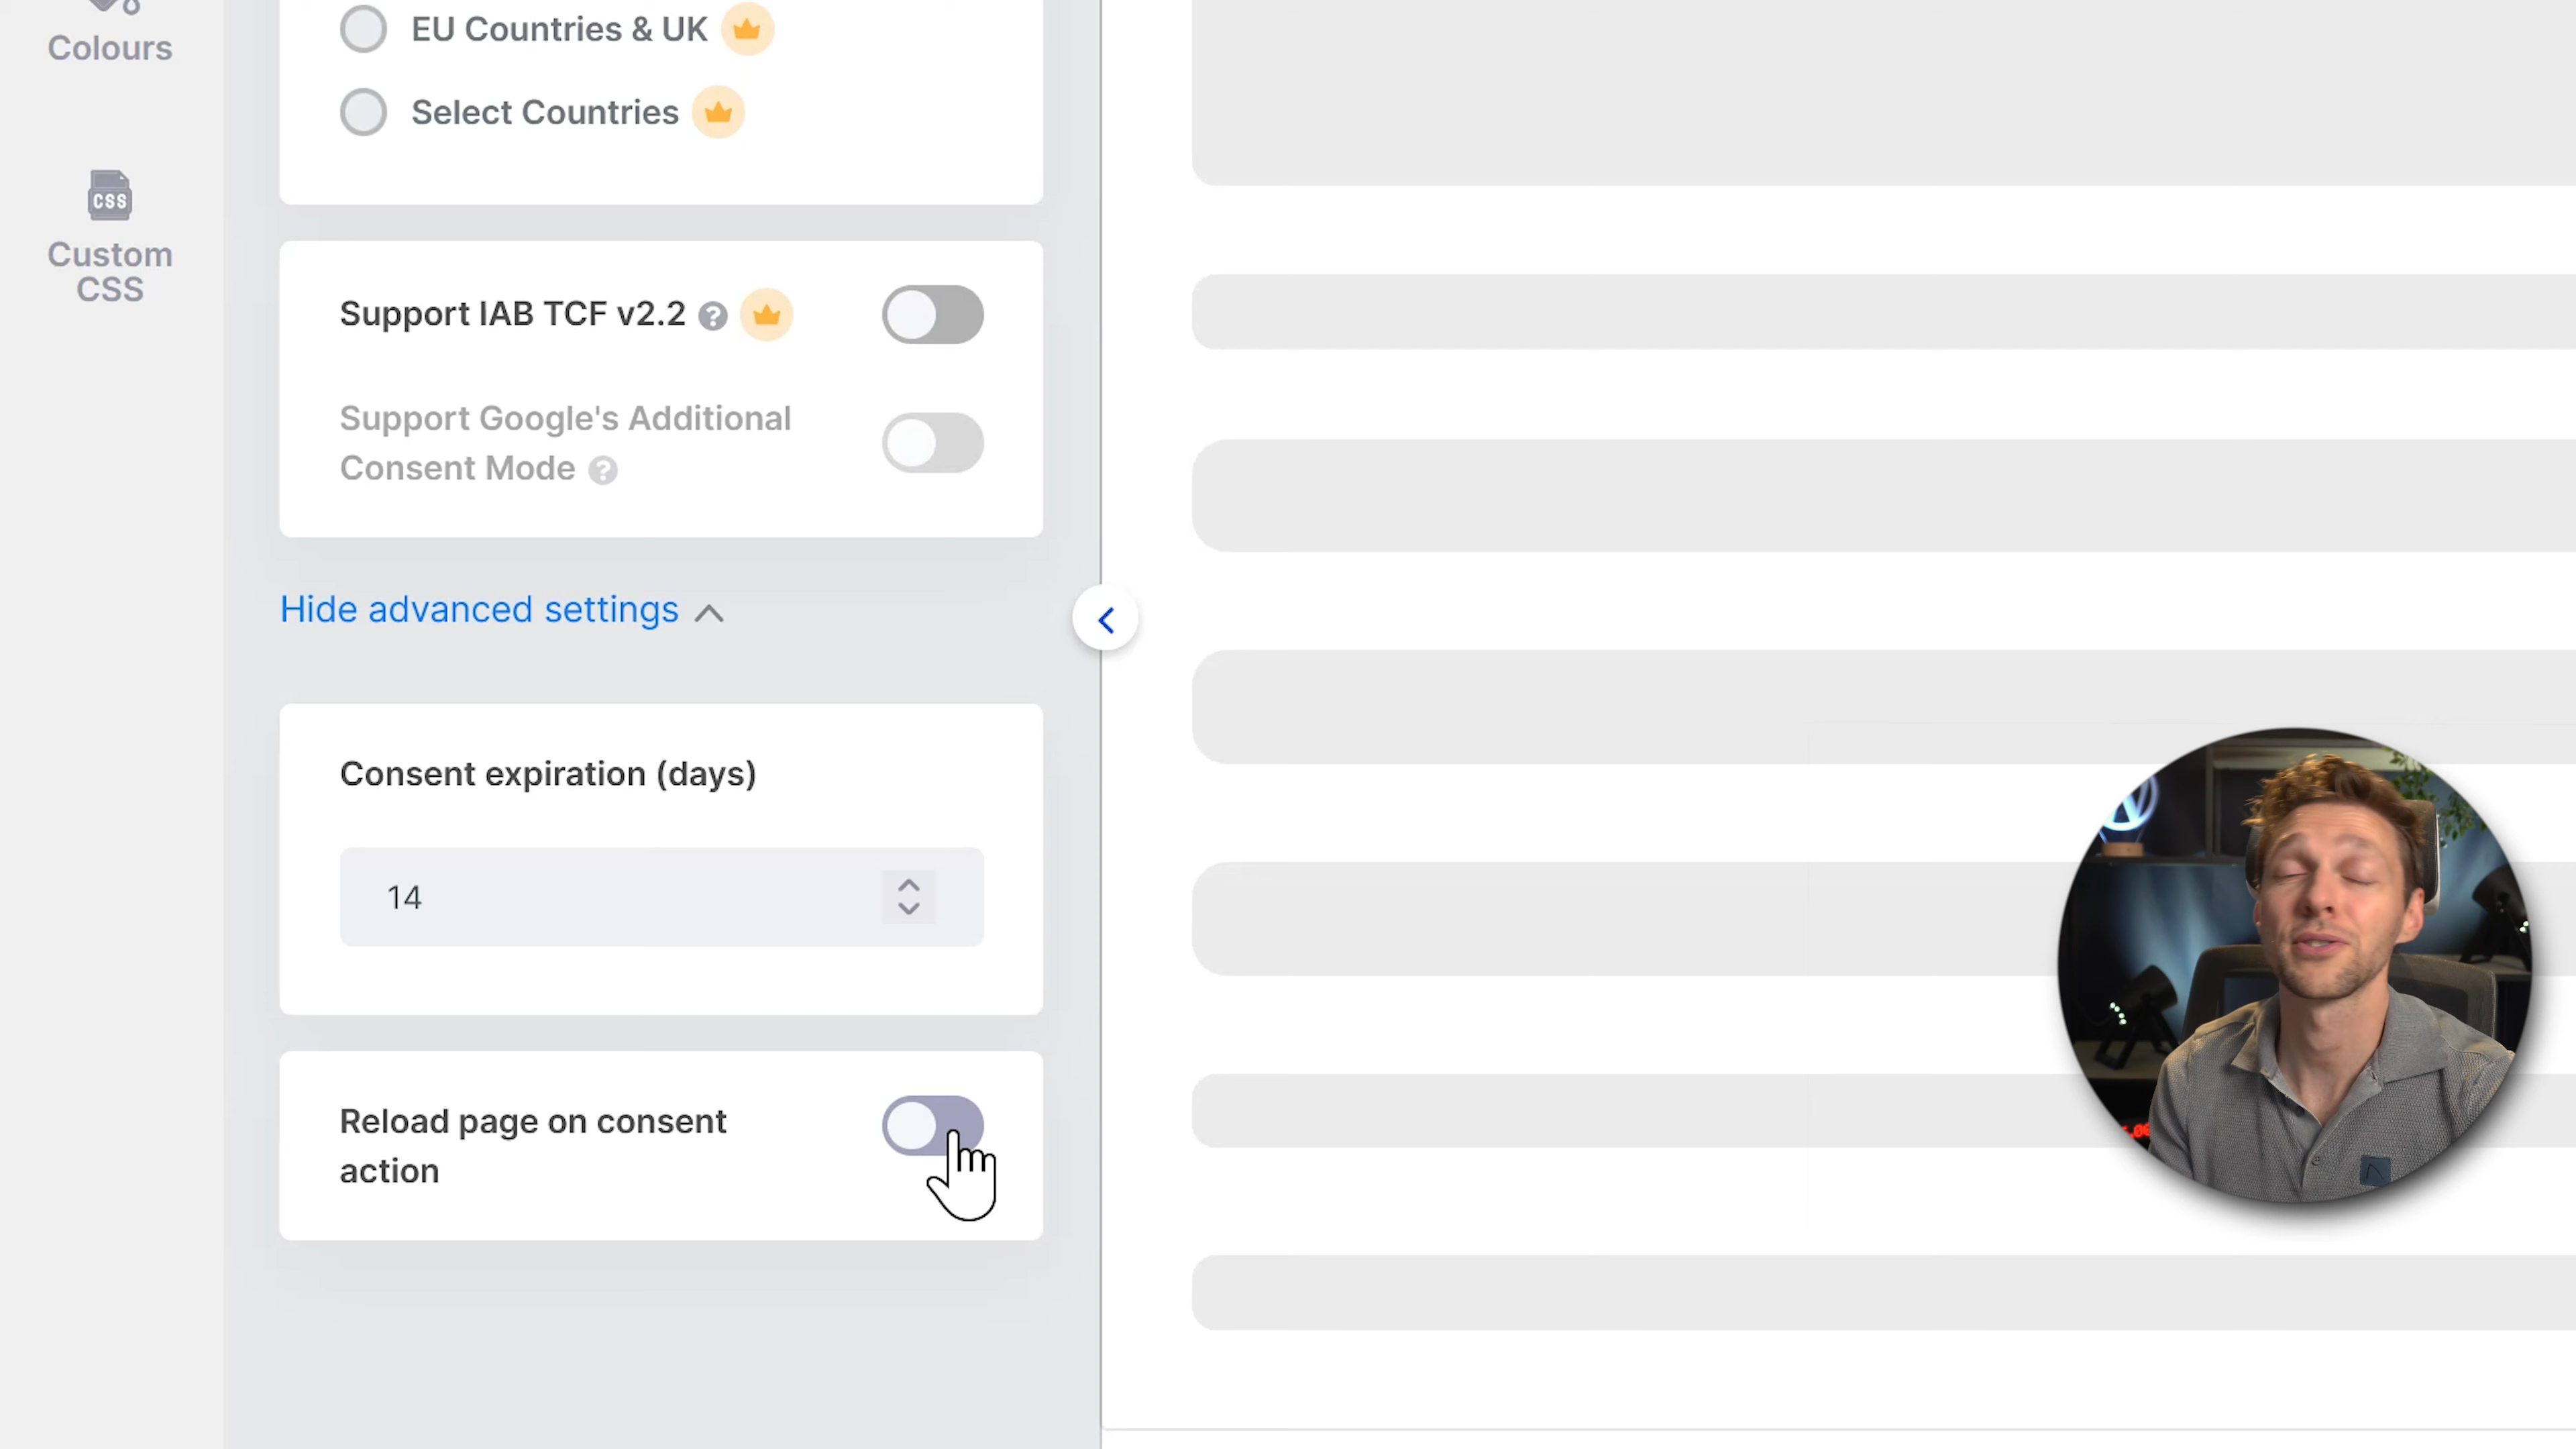 Colours
EU Countries & UK
Select Countries
CSS
Custom
CSS
Support IAB TCF v2.2 ?
Support Google's Additional
Consent Mode ?
Hide advanced settings
Consent expiration (days)
14
Reload page on consent
action